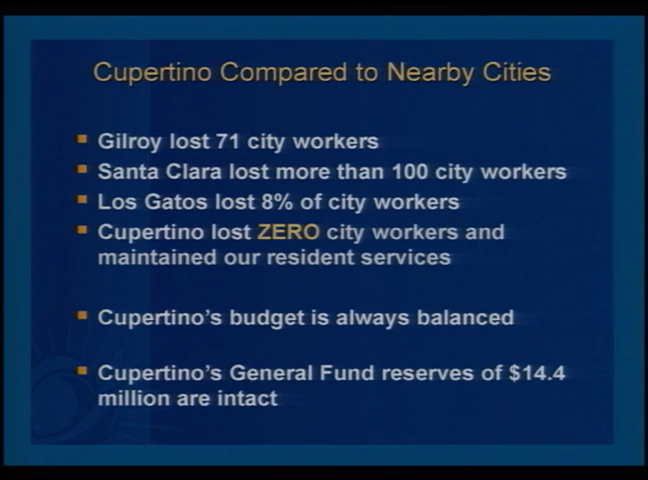 Cupertino Compared to Nearby Cities
Gilroy lost 71 city workers
Santa Clara lost more than 100 city workers
Los Gatos lost 8% of city workers
Cupertino lost ZERO city workers and
maintained our resident services
Cupertino's budget is always balanced
Cupertino's General Fund reserves of $14.4
million are intact